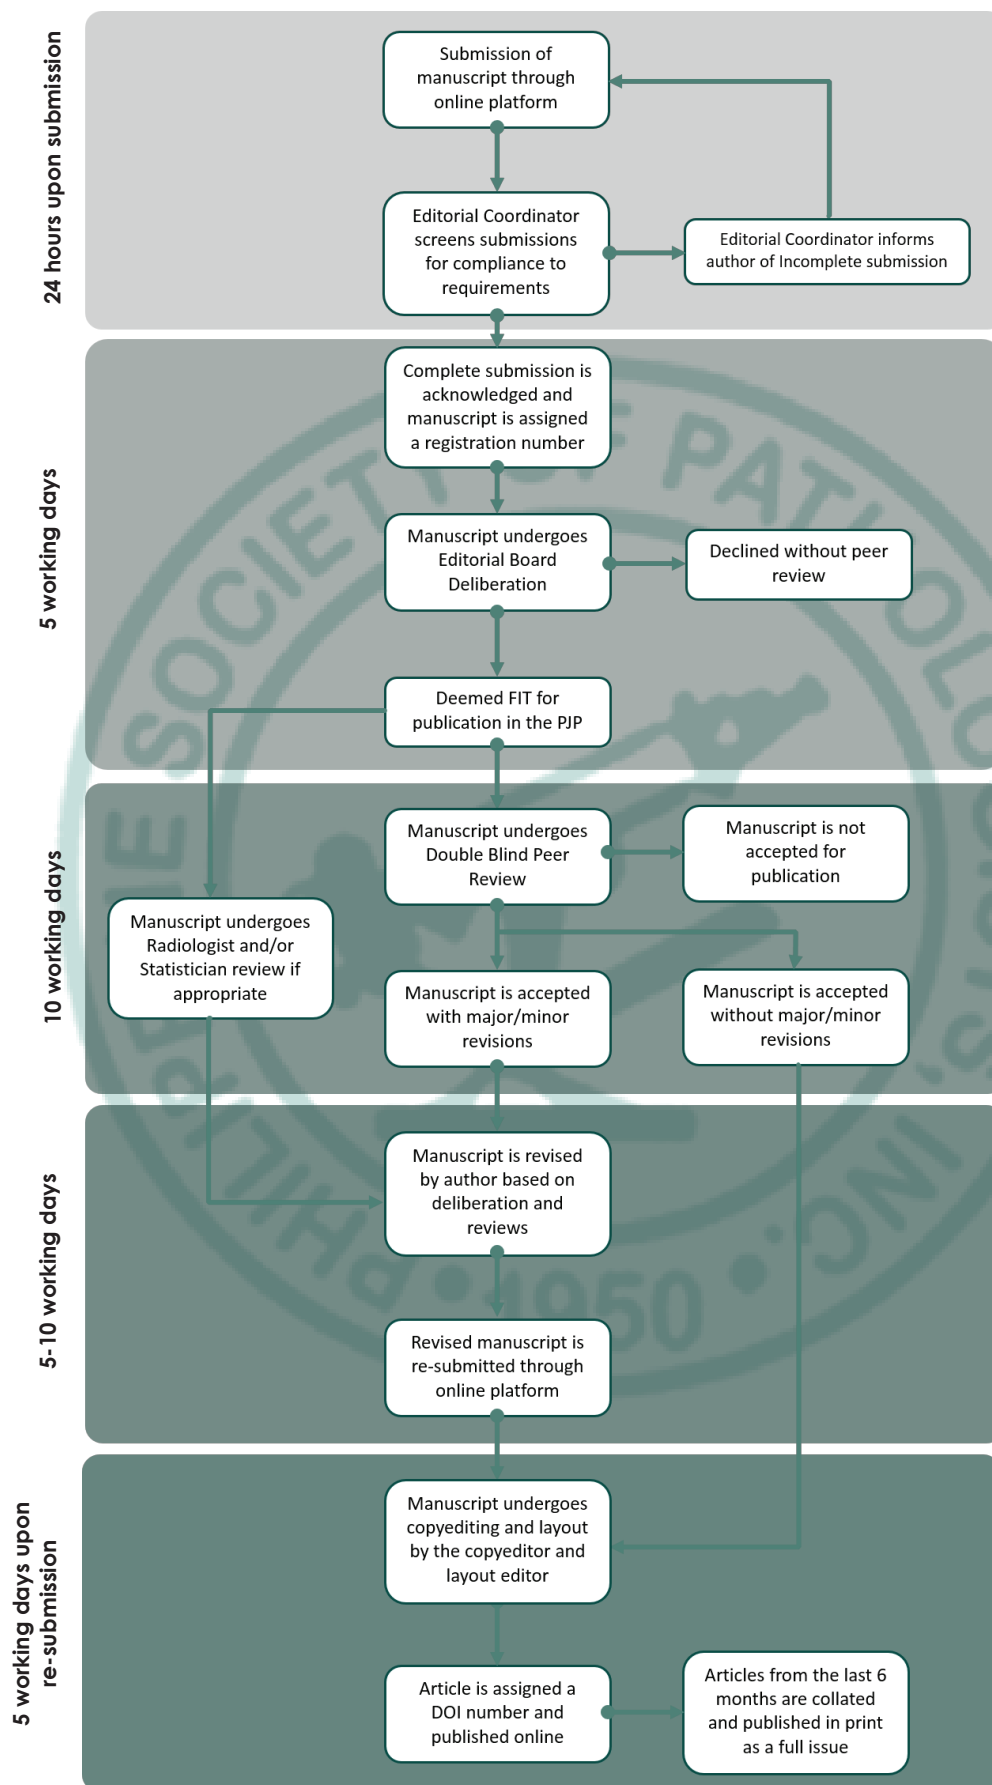 24 hours upon submission
Submission of
manuscript through
online platform
Editorial Coordinator
screens submissions
for compliance to
requirements
Editorial Coordinator informs
author of Incomplete submission
5 working days
Complete submission is
acknowledged and
manuscript is assigned
a registration number
Manuscript undergoes
Editorial Board
Deliberation
Declined without peer
review
Deemed FIT for
publication in the PJP
10 working days
Manuscript undergoes
Double Blind Peer
Review
Manuscript is not
accepted for
publication
Manuscript undergoes
Radiologist and/or
Statistician review if
appropriate
Manuscript is accepted
with major/minor
revisions
Manuscript is accepted
without major/minor
revisions
5-10 working days
Manuscript is revised
by author based on
deliberation and
reviews
Revised manuscript is
re-submitted through
online platform
5 working days upon
re-submission
Manuscript undergoes
copyediting and layout
by the copyeditor and
layout editor
Article is assigned a
DOI number and
published online
Articles from the last 6
months are collated
and published in print
as a full issue
PHILIPPINE SOCIETY OF PATHOLOGISTS, INC.
1950